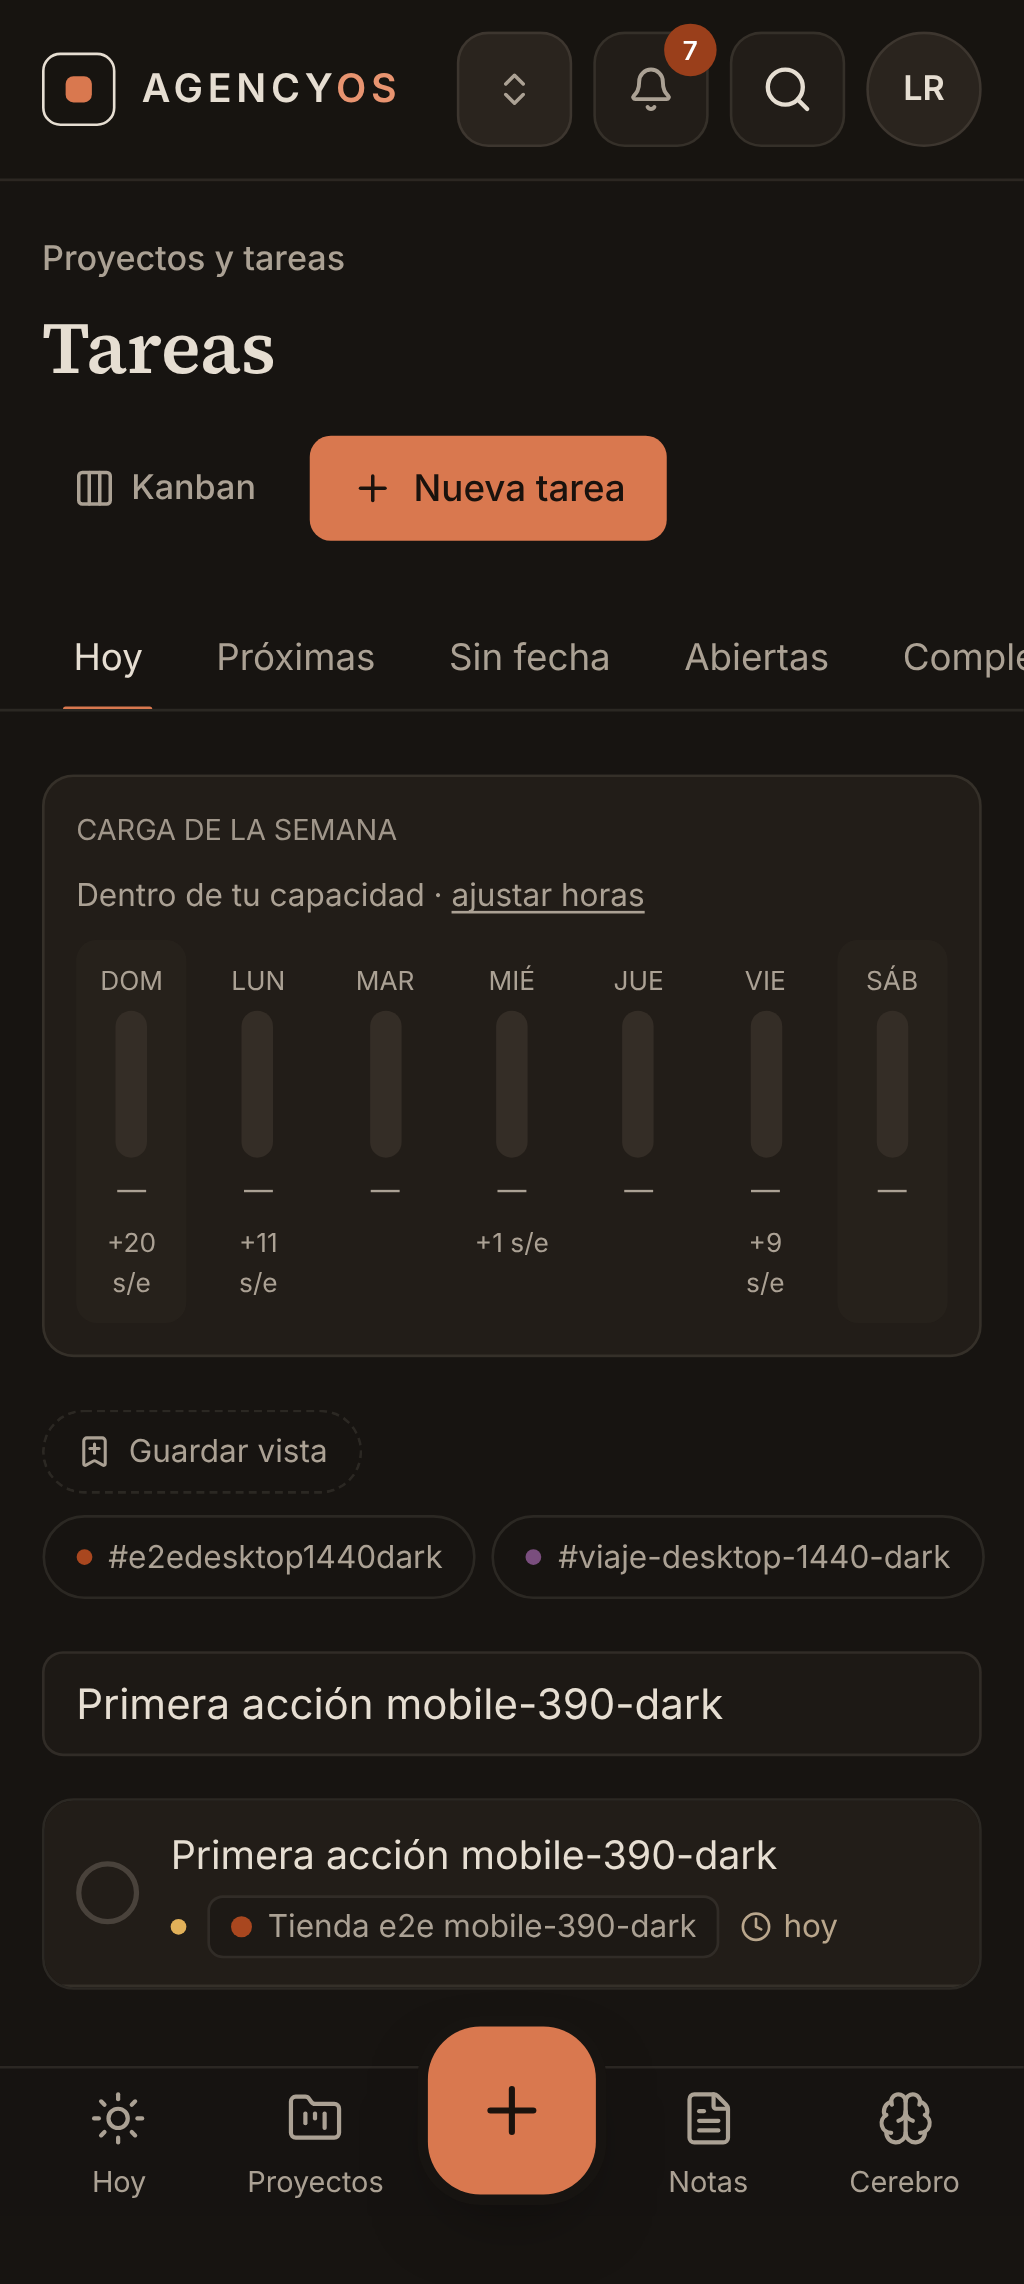 AGENCYOS
7
LR
Proyectos y tareas
Tareas
Kanban
Nueva tarea
Hoy Próximas Sin fecha Abiertas Comple
CARGA DE LA SEMANA
Dentro de tu capacidad · ajustar horas
DOM LUN MAR MIÉ JUE VIE SÁB
— — — — — — —
+20 s/e +11 s/e +1 s/e +9 s/e
Guardar vista
#e2edesktop1440dark #viaje-desktop-1440-dark
Primera acción mobile-390-dark
Primera acción mobile-390-dark
Tienda e2e mobile-390-dark hoy
Hoy Proyectos Notas Cerebro